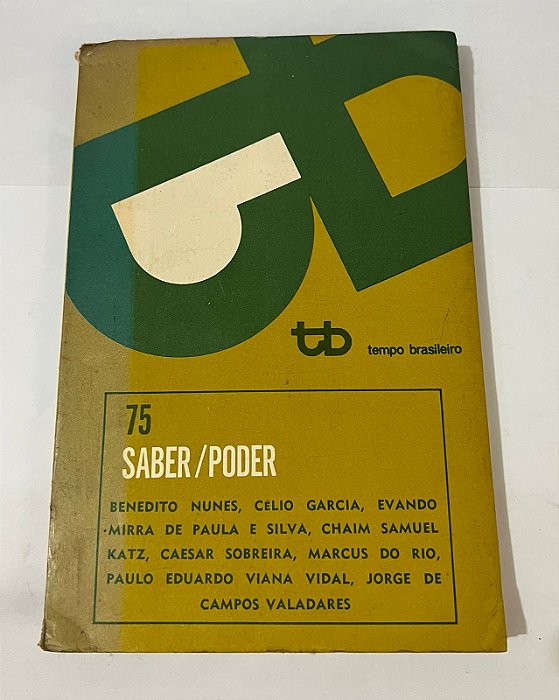 tb tempo brasileiro
75
SABER/PODER
BENEDITO NUNES, CÉLIO GARCIA, EVANDO
MIRRA DE PAULA E SILVA, CHAIM SAMUEL
KATZ, CAESAR SOBREIRA, MARCUS DO RIO,
PAULO EDUARDO VIANA VIDAL, JORGE DE
CAMPOS VALADARES